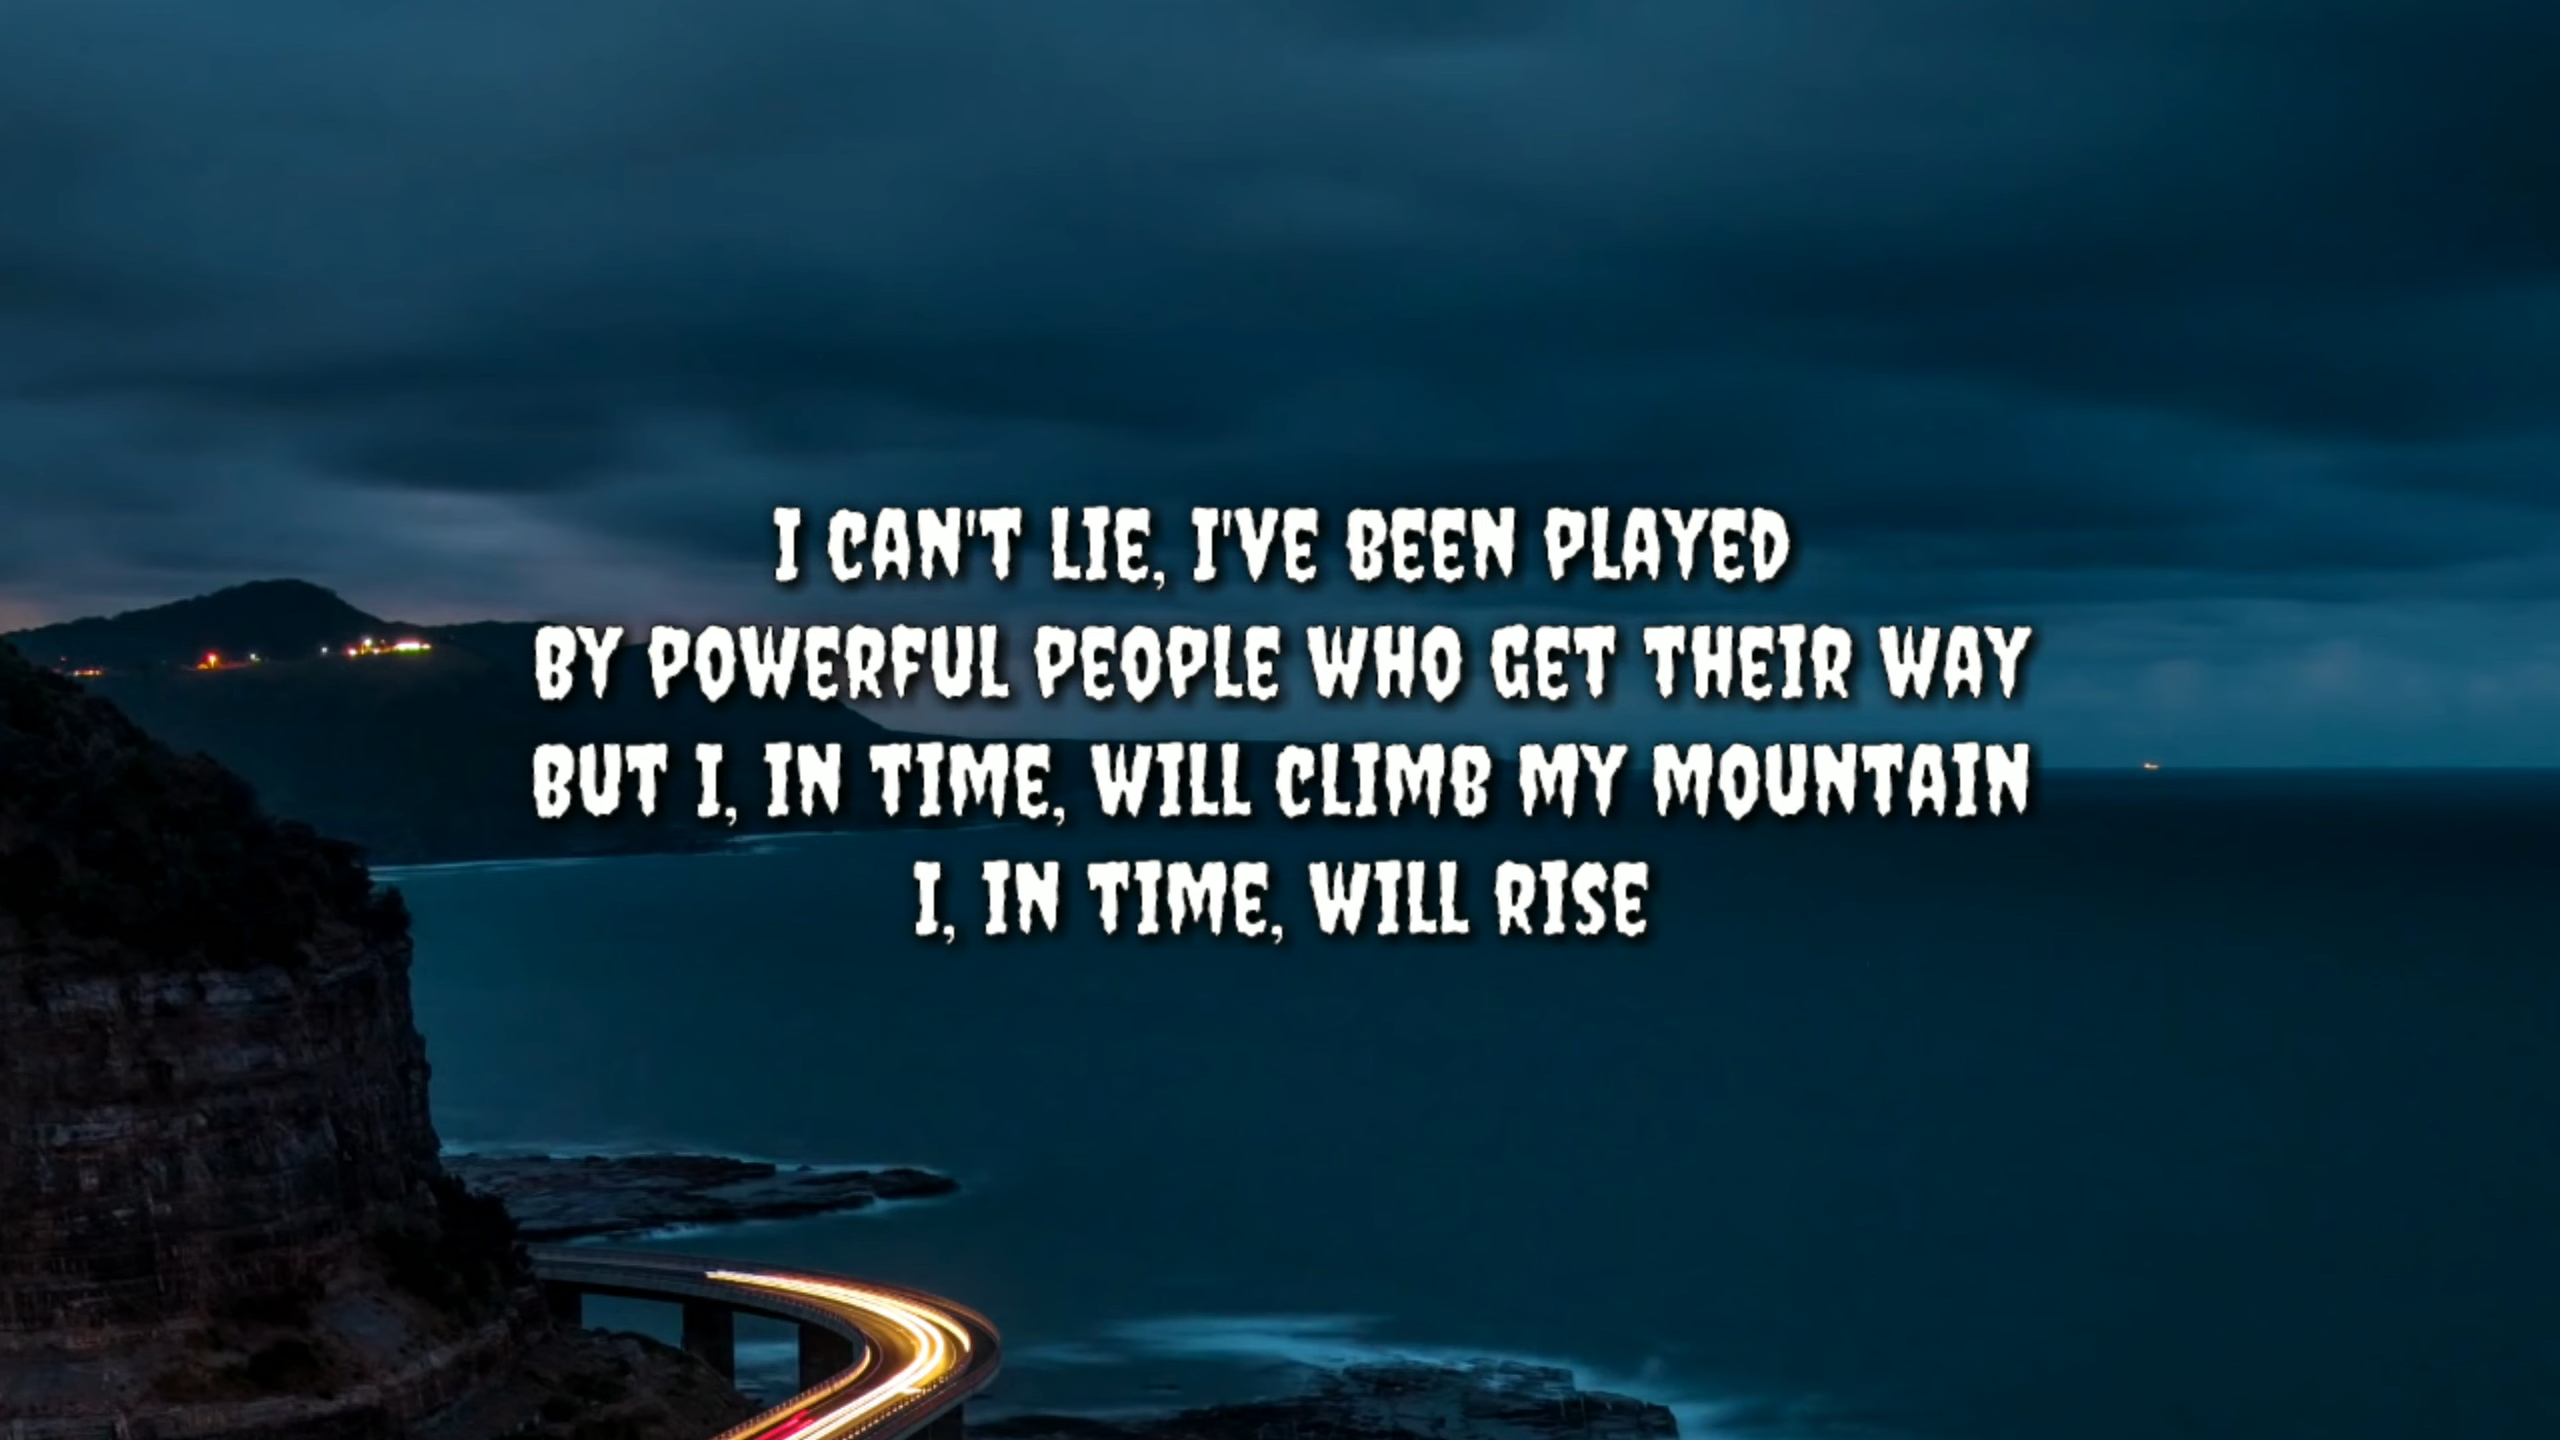 I CAN'T LIE, I'VE BEEN PLAYED
BY POWERFUL PEOPLE WHO GET THEIR WAY
BUT I, IN TIME, WILL CLIMB MY MOUNTAIN
I, IN TIME, WILL RISE